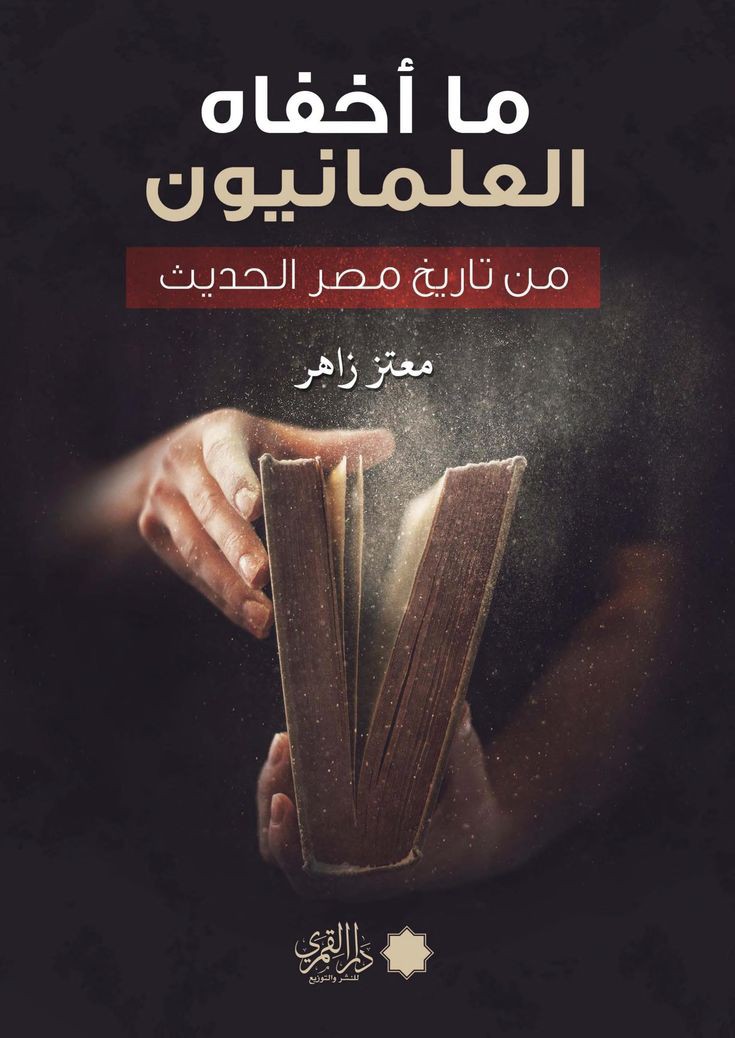 ما أخفاه
العلمانيون
من تاريخ مصر الحديث
معتز زاهر
دار القمري
للنشر والتوزيع